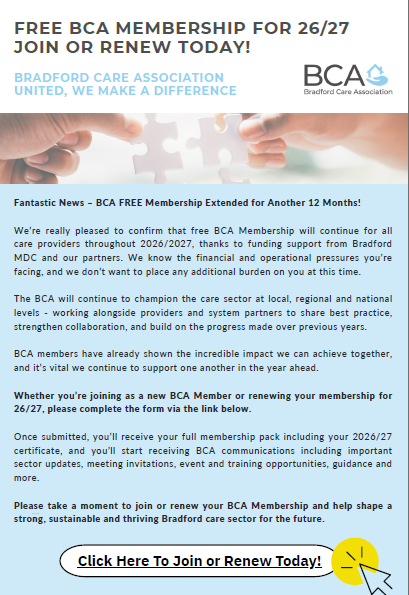 FREE BCA MEMBERSHIP FOR 26/27
JOIN OR RENEW TODAY!
BRADFORD CARE ASSOCIATION
UNITED, WE MAKE A DIFFERENCE
BCA
Bradford Care Association
Fantastic News – BCA FREE Membership Extended for Another 12 Months!
We're really pleased to confirm that free BCA Membership will continue for all
care providers throughout 2026/2027, thanks to funding support from Bradford
MDC and our partners. We know the financial and operational pressures you're
facing, and we don't want to place any additional burden on you at this time.
The BCA will continue to champion the care sector at local, regional and national
levels - working alongside providers and system partners to share best practice,
strengthen collaboration, and build on the progress made over previous years.
BCA members have already shown the incredible impact we can achieve together,
and it's vital we continue to support one another in the year ahead.
Whether you're joining as a new BCA Member or renewing your membership for
26/27, please complete the form via the link below.
Once submitted, you'll receive your full membership pack including your 2026/27
certificate, and you'll start receiving BCA communications including important
sector updates, meeting invitations, event and training opportunities, guidance and
more.
Please take a moment to join or renew your BCA Membership and help shape a
strong, sustainable and thriving Bradford care sector for the future.
Click Here To Join or Renew Today!